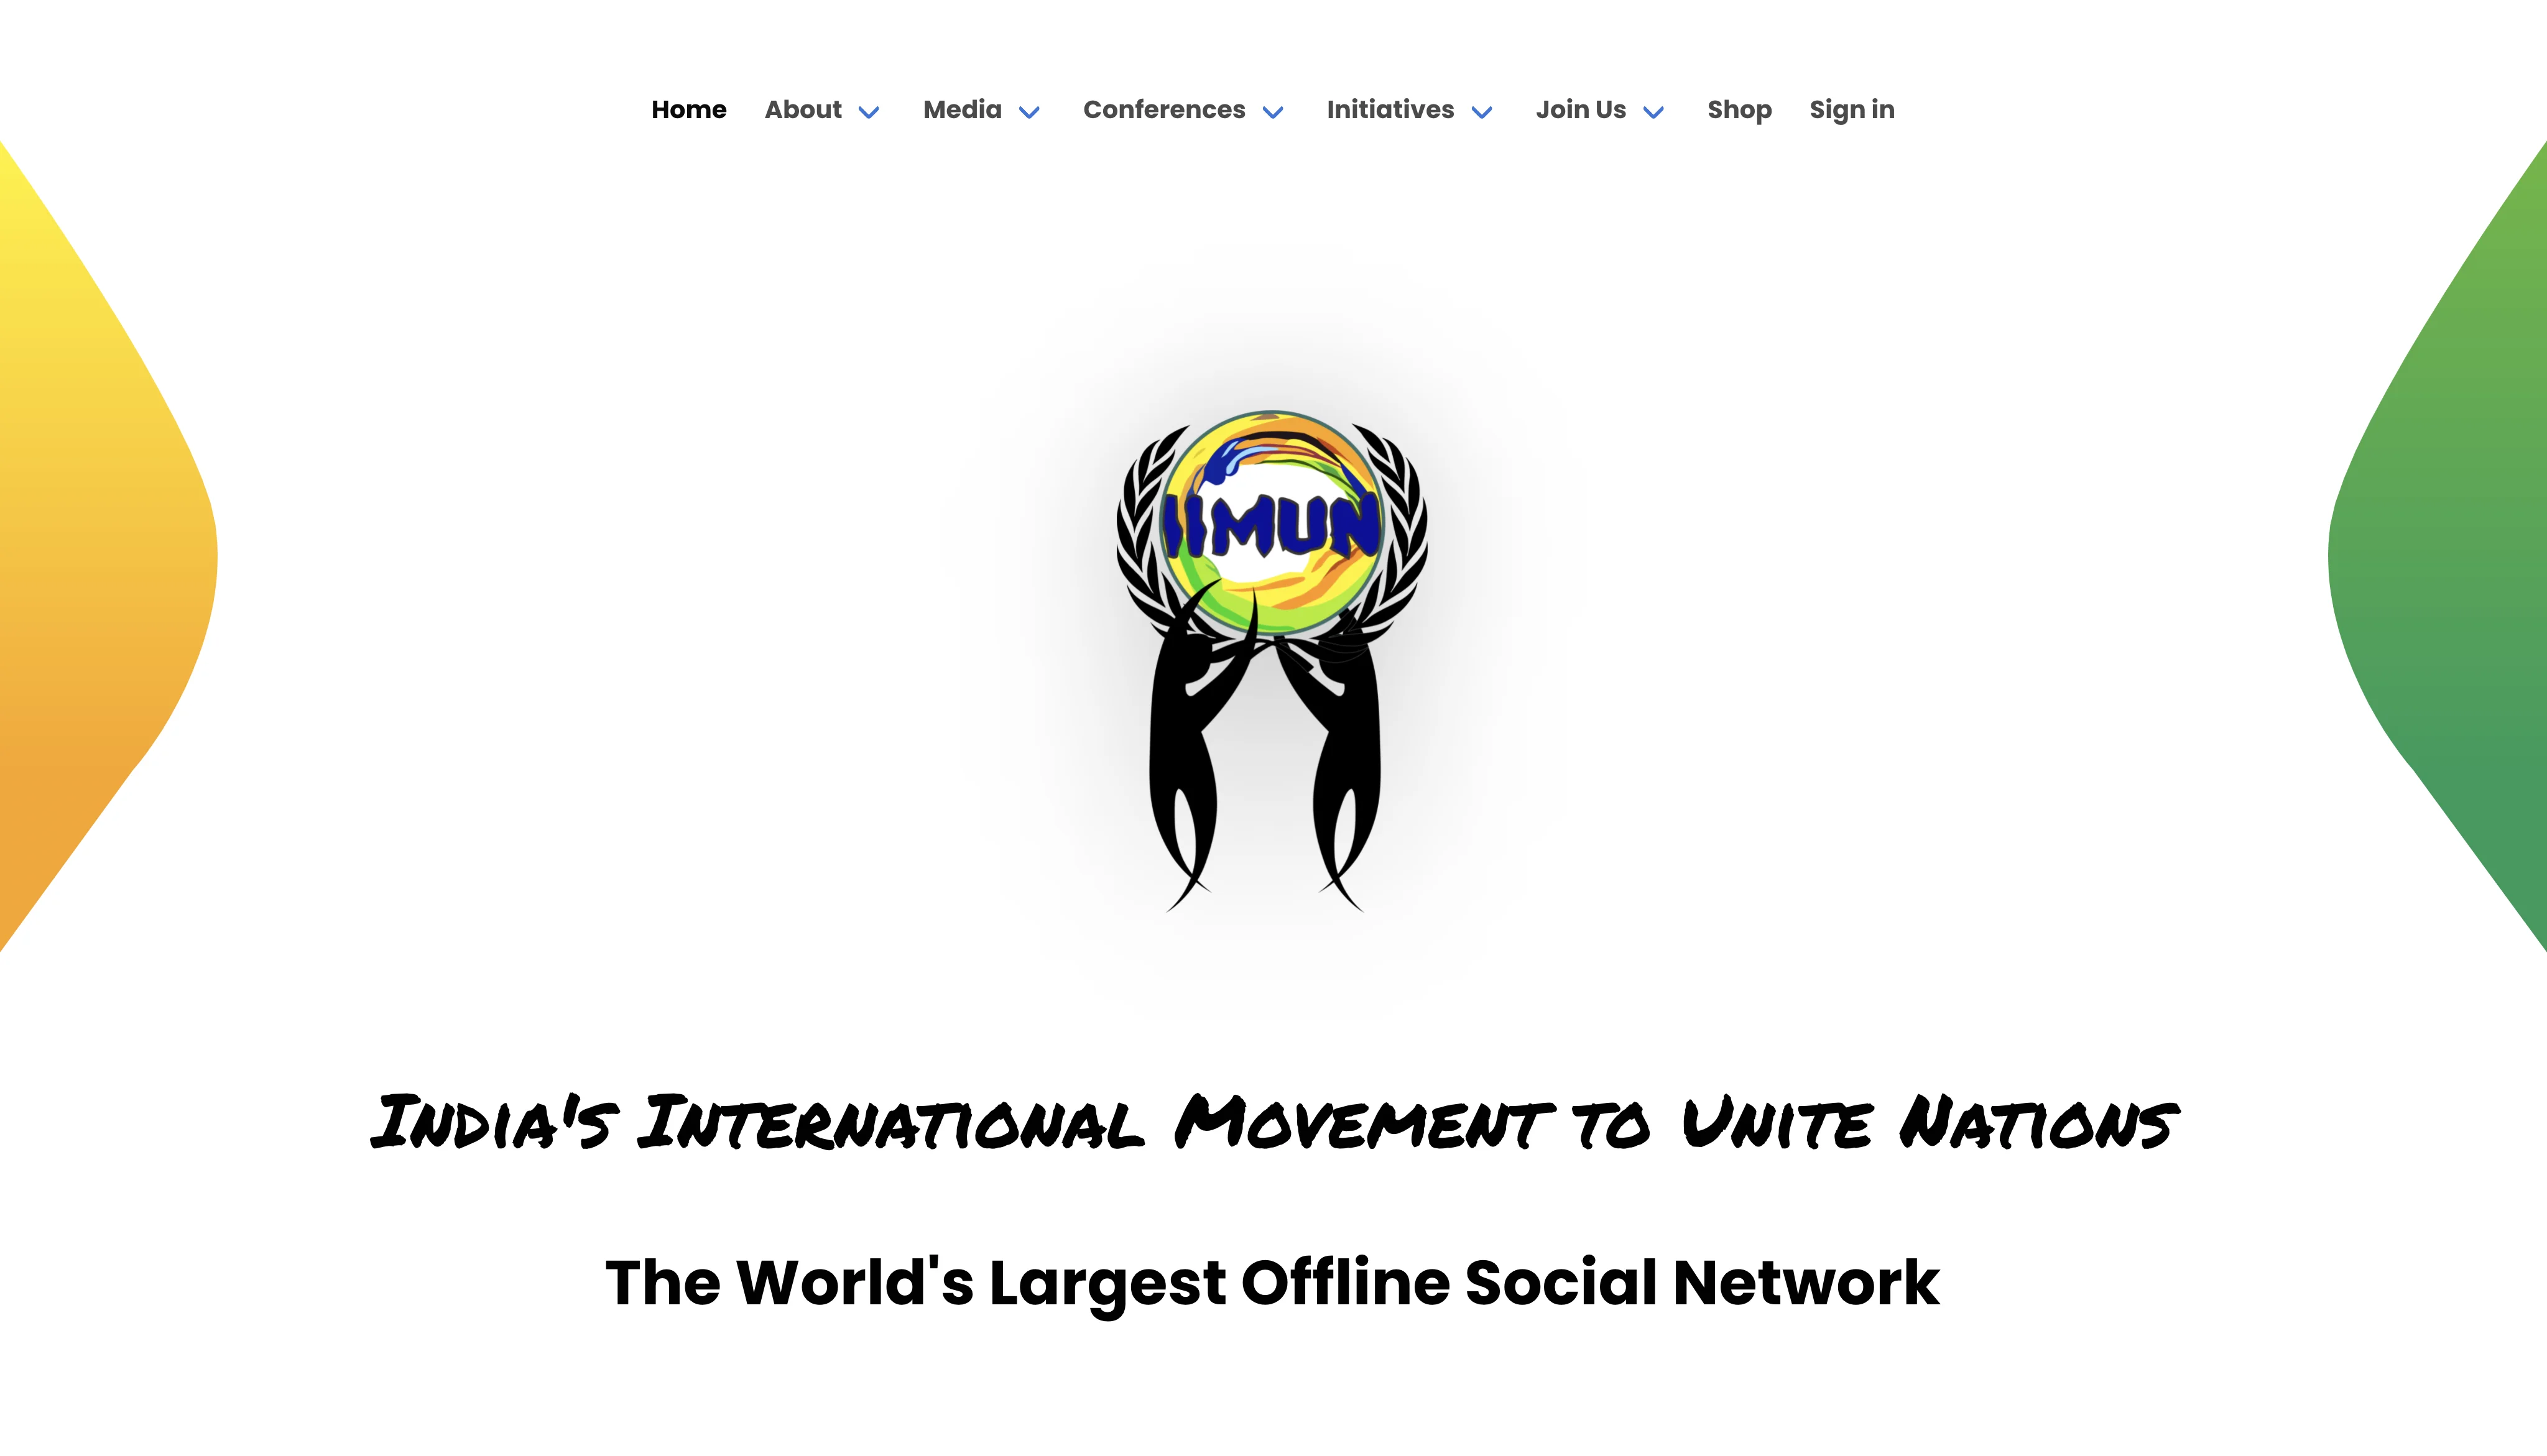 Home About Media Conferences Initiatives Join Us Shop Sign in
IIMUN
India's International Movement to Unite Nations
The World's Largest Offline Social Network